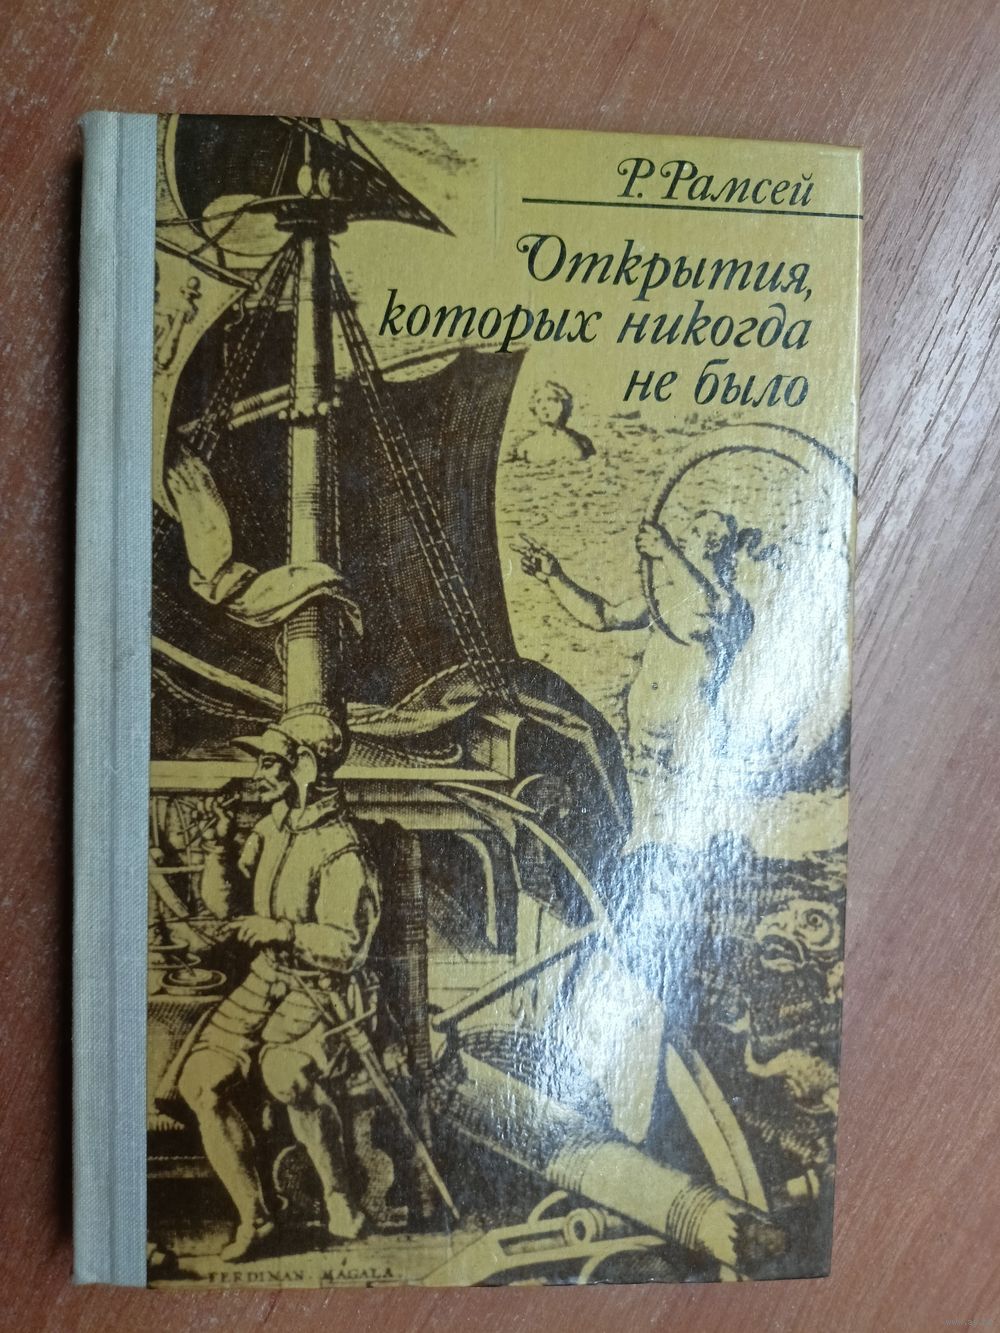 Р. Рамсей
Открытия,
которых никогда
не было
FERDINAN. MAGALA